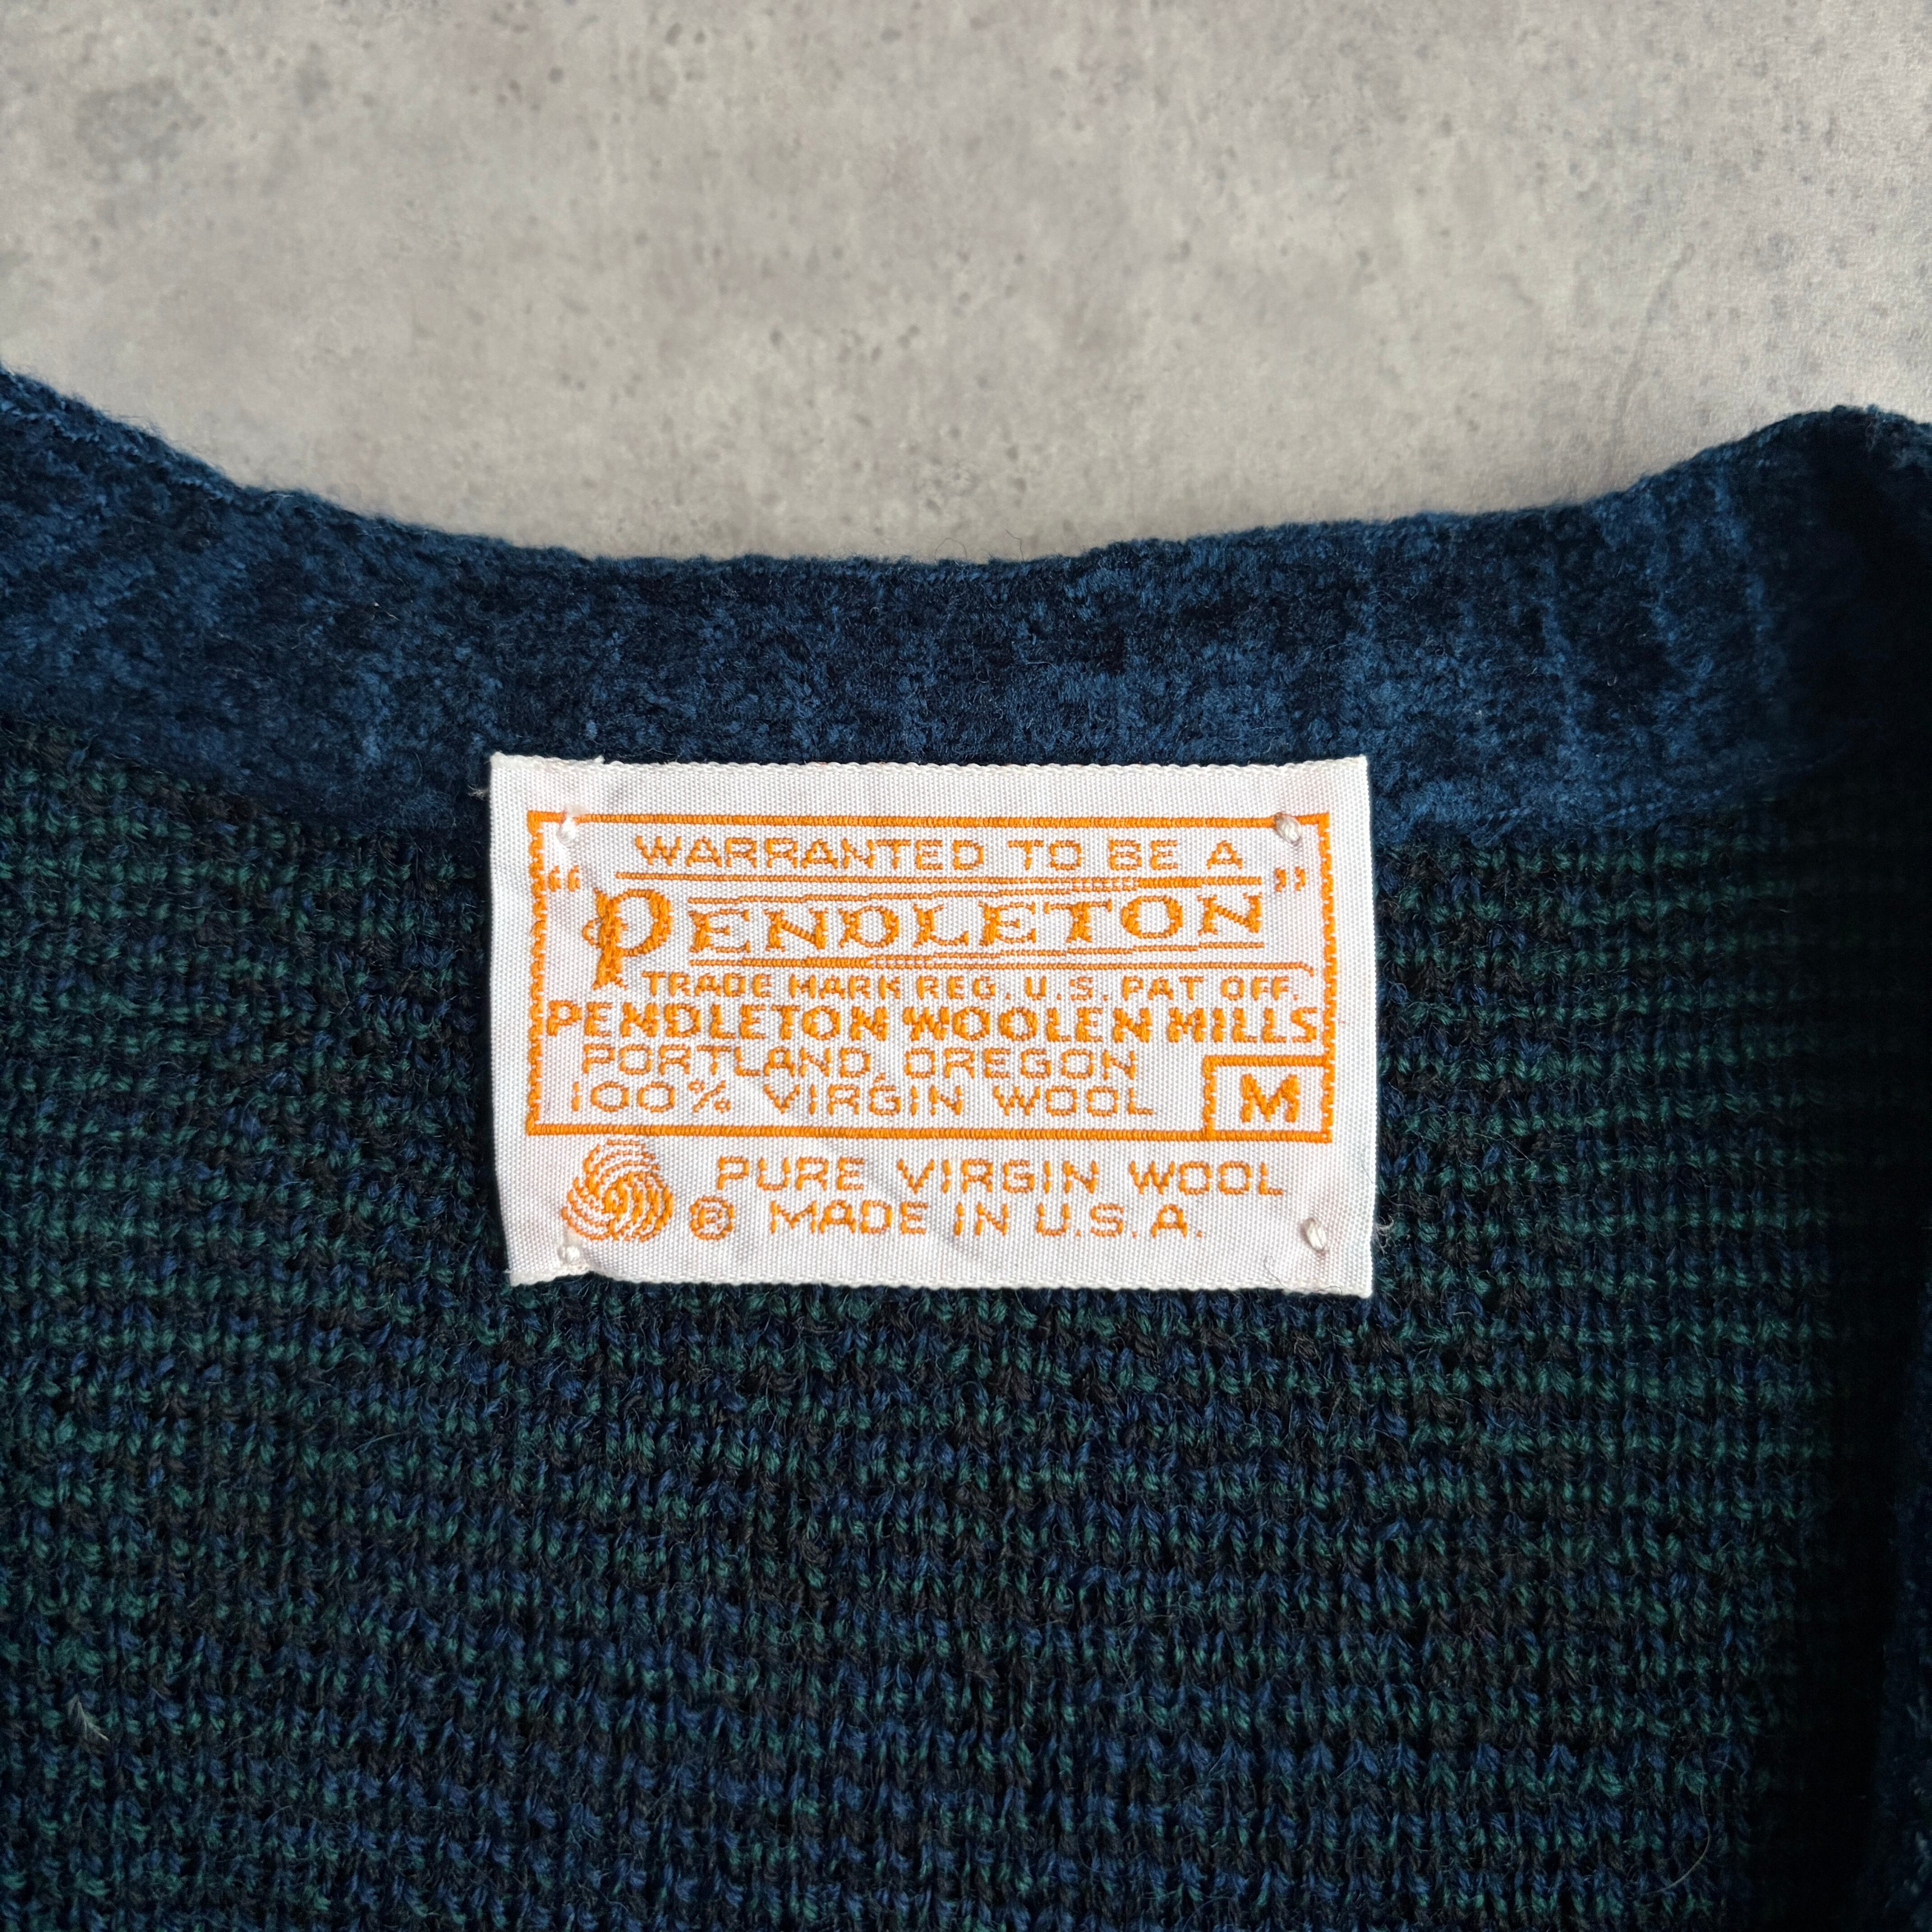 WARRANTED TO BE A
"PENDLETON"
TRADE MARK REG. U.S. PAT OFF.
PENDLETON WOOLEN MILLS
PORTLAND, OREGON
100% VIRGIN WOOL
M
PURE VIRGIN WOOL
® MADE IN U.S.A.